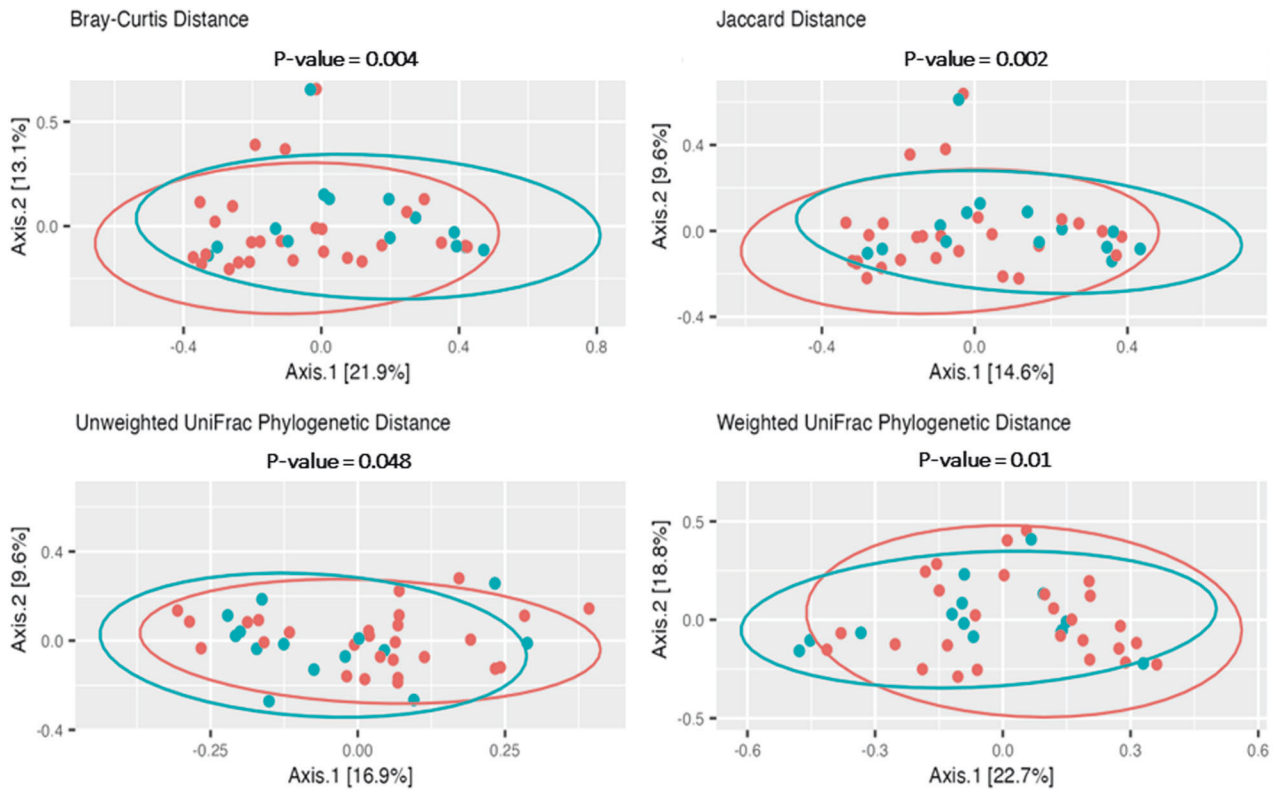 Bray-Curtis Distance
P-value = 0.004
0.5
0.0
Axis.2 [13.1%]
-0.4
0.0
0.4
0.8
Axis.1 [21.9%]
Jaccard Distance
P-value = 0.002
0.4
0.0
-0.4
Axis.2 [9.6%]
-0.4
0.0
0.4
Axis.1 [14.6%]
Unweighted UniFrac Phylogenetic Distance
P-value = 0.048
0.4
0.0
-0.4
Axis.2 [9.6%]
-0.25
0.00
0.25
Axis.1 [16.9%]
Weighted UniFrac Phylogenetic Distance
P-value = 0.01
0.5
0.0
-0.5
Axis.2 [18.8%]
-0.6
-0.3
0.0
0.3
0.6
Axis.1 [22.7%]